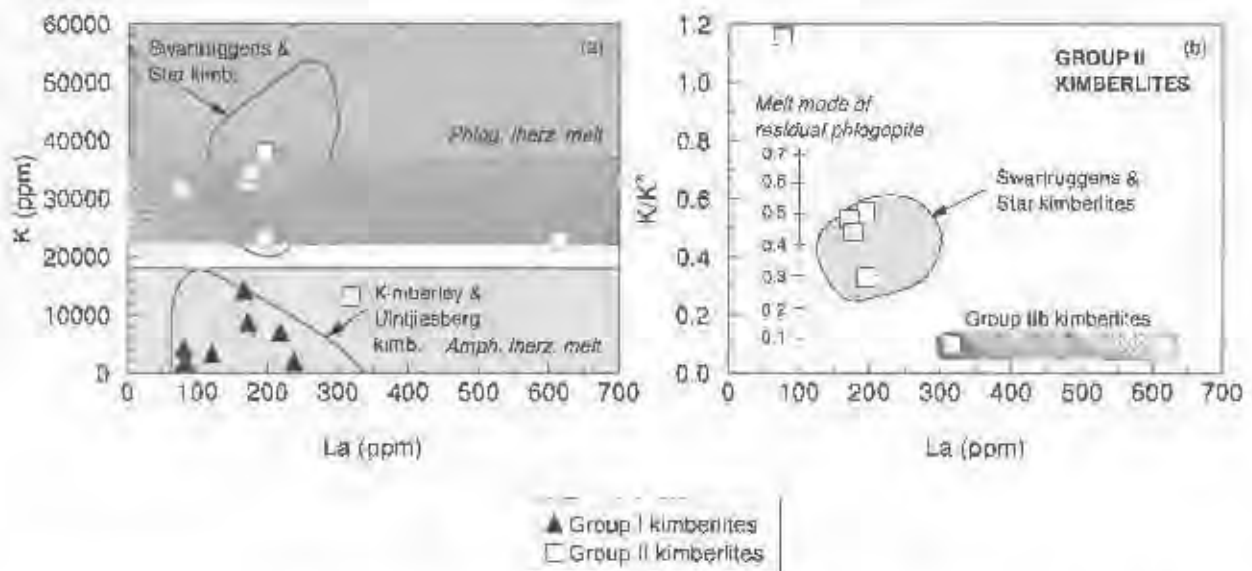 60000
50000
40000
30000
20000
10000
0
K (ppm)
0 100 200 300 400 500 600 700
La (ppm)
(a)
Swartruggens &
Star kimb.
Phlog. lherz. melt
Kimberley &
Uintjiesberg
kimb.
Amph. lherz. melt
1.2
1.0
0.8
0.6
0.4
0.2
0.0
K/K*
0 100 200 300 400 500 600 700
La (ppm)
(b)
GROUP II
KIMBERLITES
Melt mode of
residual phlogopite
0.7
0.6
0.5
0.4
0.3
0.2
0.1
Swartruggens &
Star kimberlites
Group IIb kimberlites
Group I kimberlites
Group II kimberlites